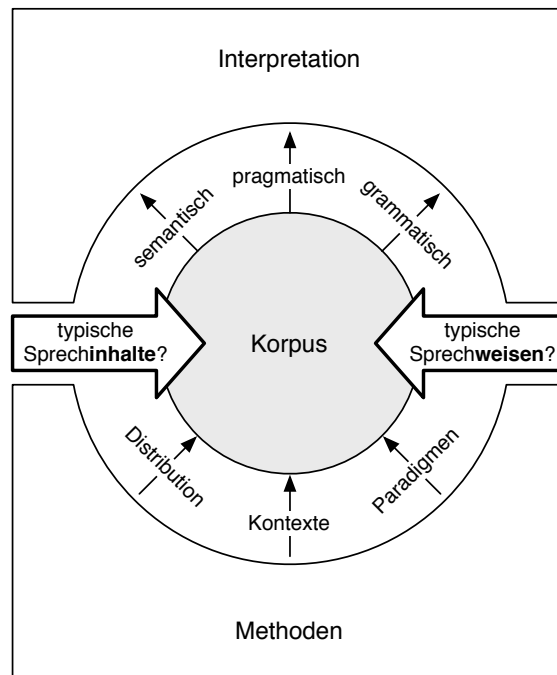 Interpretation
pragmatisch
semantisch
grammatisch
typische
Sprechinhalte?
Korpus
typische
Sprechweisen?
Distribution
Kontexte
Paradigmen
Methoden